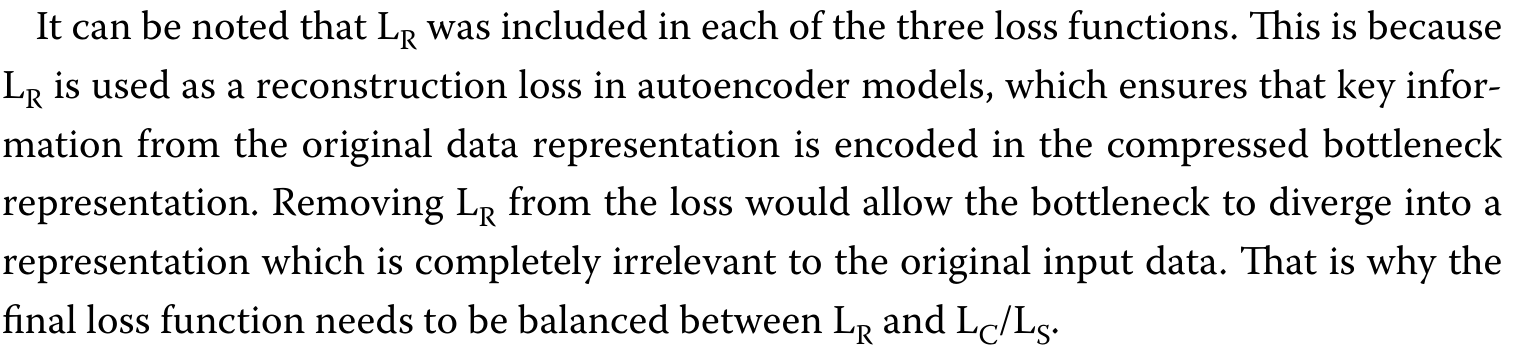 It can be noted that L_R was included in each of the three loss functions. This is because
L_R is used as a reconstruction loss in autoencoder models, which ensures that key infor-
mation from the original data representation is encoded in the compressed bottleneck
representation. Removing L_R from the loss would allow the bottleneck to diverge into a
representation which is completely irrelevant to the original input data. That is why the
final loss function needs to be balanced between L_R and L_C/L_S.